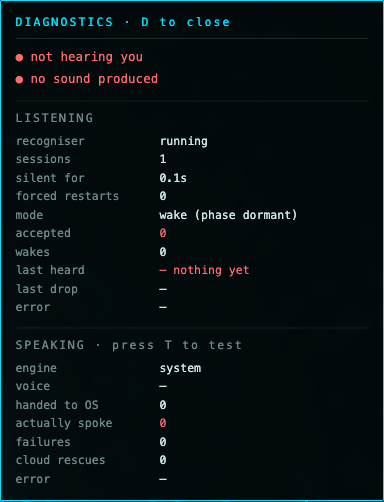 DIAGNOSTICS · D to close
● not hearing you
● no sound produced
LISTENING
recogniser running
sessions 1
silent for 0.1s
forced restarts 0
mode wake (phase dormant)
accepted 0
wakes 0
last heard — nothing yet
last drop —
error —
SPEAKING · press T to test
engine system
voice —
handed to OS 0
actually spoke 0
failures 0
cloud rescues 0
error —